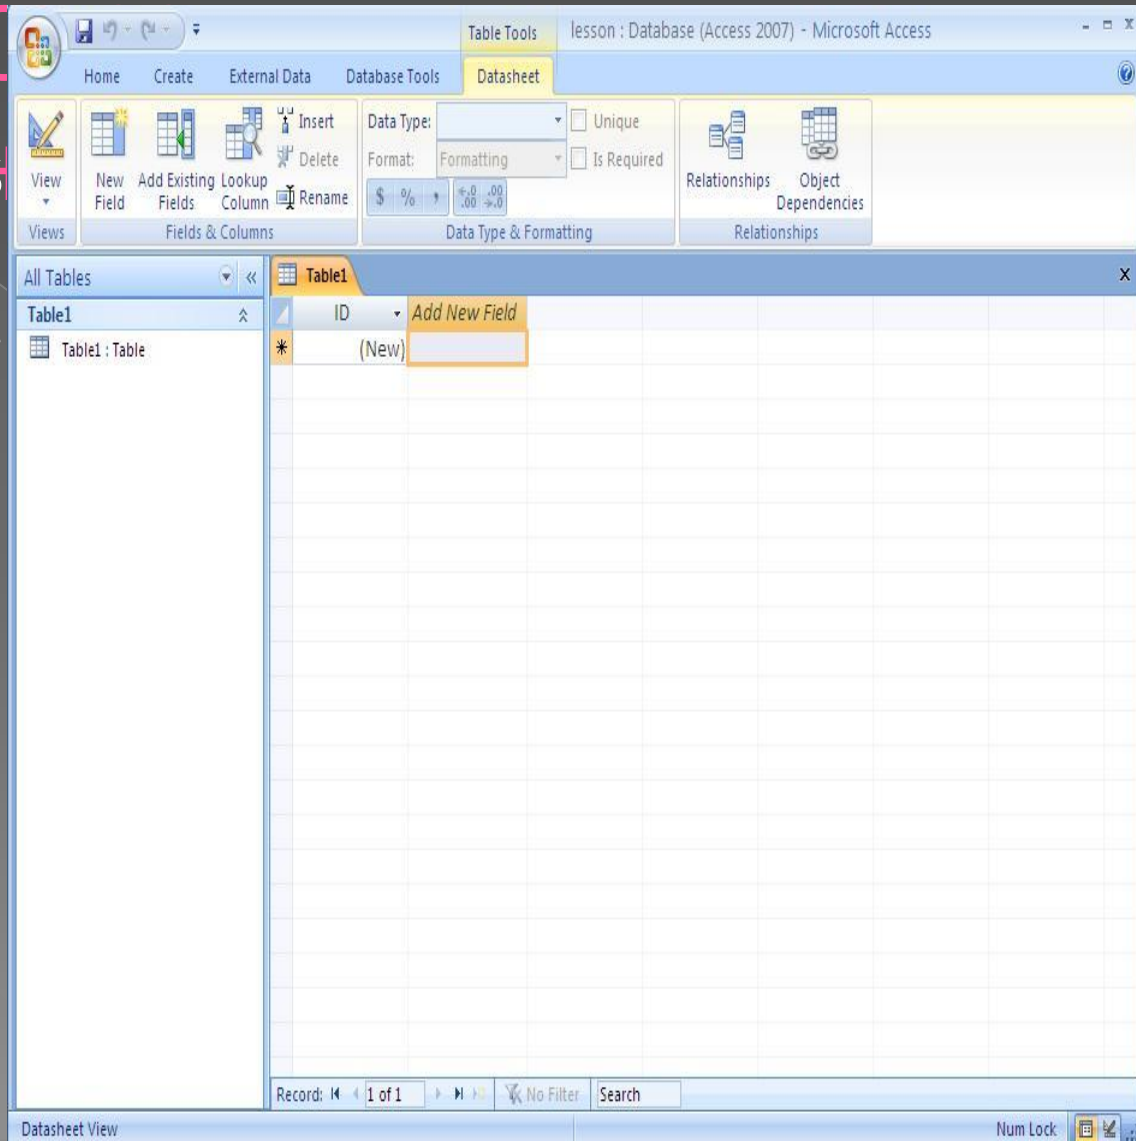 Table Tools
lesson : Database (Access 2007) - Microsoft Access
Home Create External Data Database Tools Datasheet
View
New Field
Add Existing Fields
Lookup Column
Insert
Delete
Rename
Data Type:
Format: Formatting
$ % ,
Unique
Is Required
Relationships
Object Dependencies
Views
Fields & Columns
Data Type & Formatting
Relationships
All Tables
Table1
Table1 : Table
Table1
ID Add New Field
(New)
Record: 1 of 1 No Filter Search
Datasheet View
Num Lock